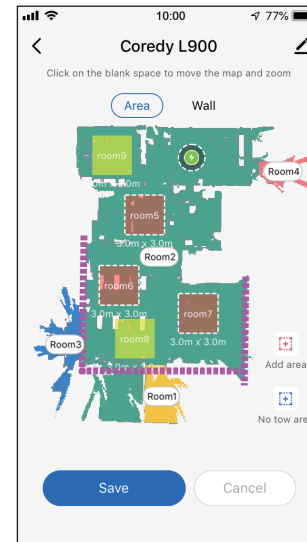 10:00
77%
Coredy L900
Click on the blank space to move the map and zoom
Area
Wall
room9
Room4
room5
3.0m x 3.0m
Room2
room6
3.0m x 3.0m
room7
3.0m x 3.0m
room8
Room3
Room1
Add area
No tow are
Save
Cancel